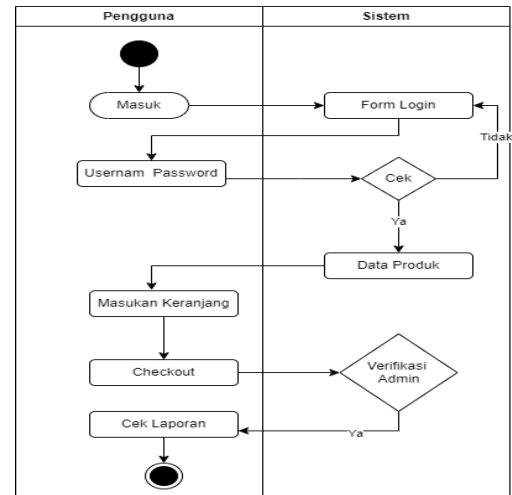 Pengguna
Sistem
Masuk
Form Login
Tidak
Usernam Password
Cek
Ya
Data Produk
Masukan Keranjang
Checkout
Verifikasi
Admin
Cek Laporan
Ya